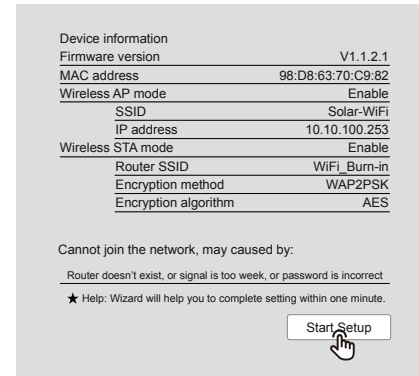 Device information
Firmware version V1.1.2.1
MAC address 98:D8:63:70:C9:82
Wireless AP mode Enable
SSID Solar-WiFi
IP address 10.10.100.253
Wireless STA mode Enable
Router SSID WiFi_Burn-in
Encryption method WAP2PSK
Encryption algorithm AES
Cannot join the network, may caused by:
Router doesn't exist, or signal is too week, or password is incorrect
★ Help: Wizard will help you to complete setting within one minute.
Start Setup